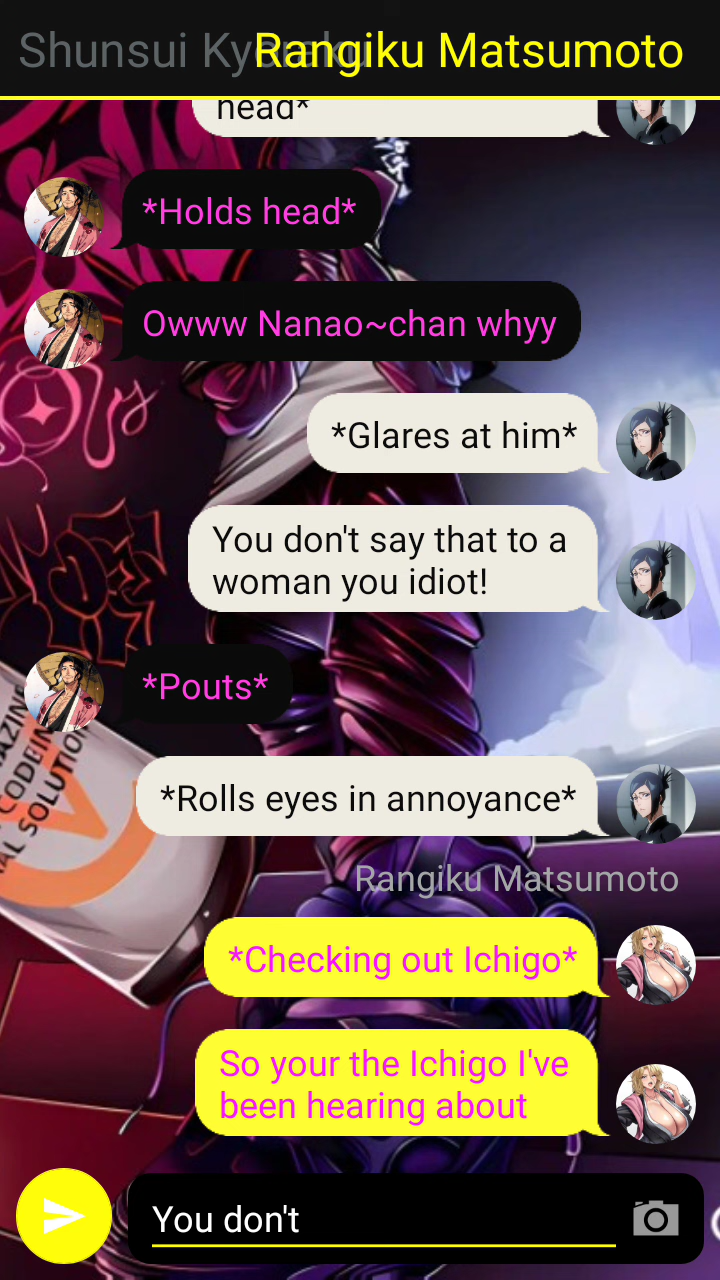 Shunsui Kyoraku Rangiku Matsumoto
head*
*Holds head*
Owww Nanao~chan whyy
*Glares at him*
You don't say that to a
woman you idiot!
*Pouts*
*Rolls eyes in annoyance*
Rangiku Matsumoto
*Checking out Ichigo*
So your the Ichigo I've
been hearing about
You don't